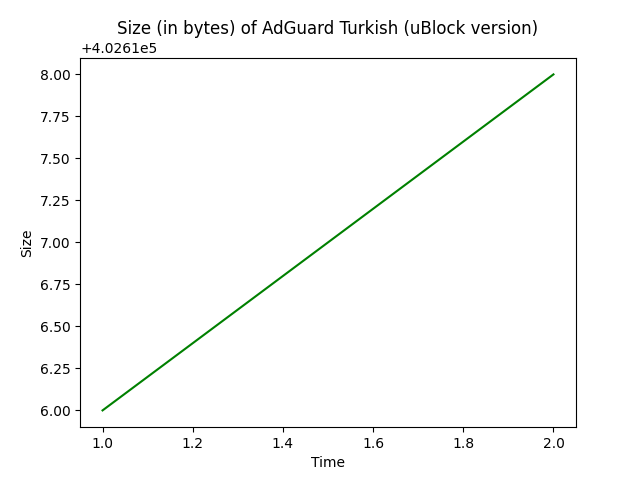 Size (in bytes) of AdGuard Turkish (uBlock version)
+4.0261e5
8.00
7.75
7.50
7.25
7.00
6.75
6.50
6.25
6.00
Size
1.0 1.2 1.4 1.6 1.8 2.0
Time